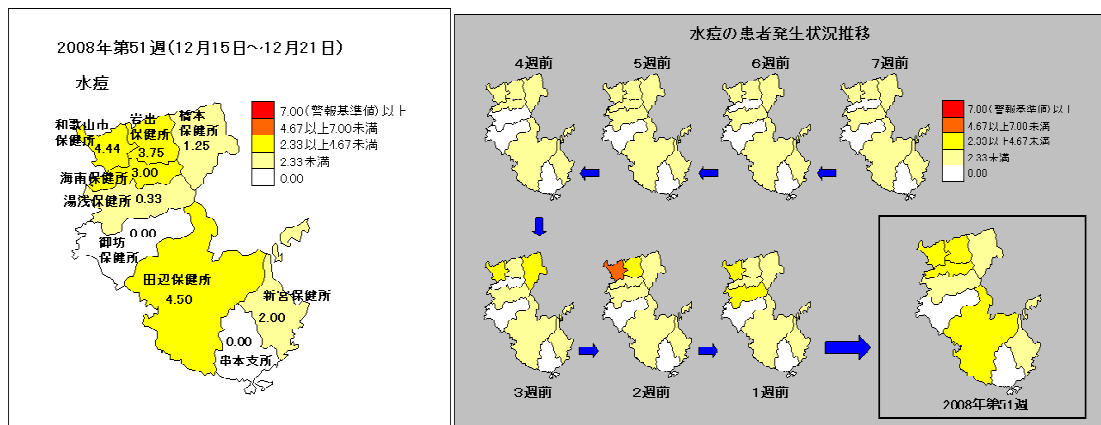 2008年第51週(12月15日～12月21日)
水痘
7.00(警報基準値)以上
4.67以上7.00未満
2.33以上4.67未満
2.33未満
0.00
和歌山市
保健所
4.44
岩出
保健所
3.75
橋本
保健所
1.25
海南保健所
3.00
湯浅保健所
0.33
0.00
御坊
保健所
田辺保健所
4.50
新宮保健所
2.00
0.00
串本支所
水痘の患者発生状況推移
4週前
5週前
6週前
7週前
7.00(警報基準値)以上
4.67以上7.00未満
2.33以上4.67未満
2.33未満
0.00
3週前
2週前
1週前
2008年第51週